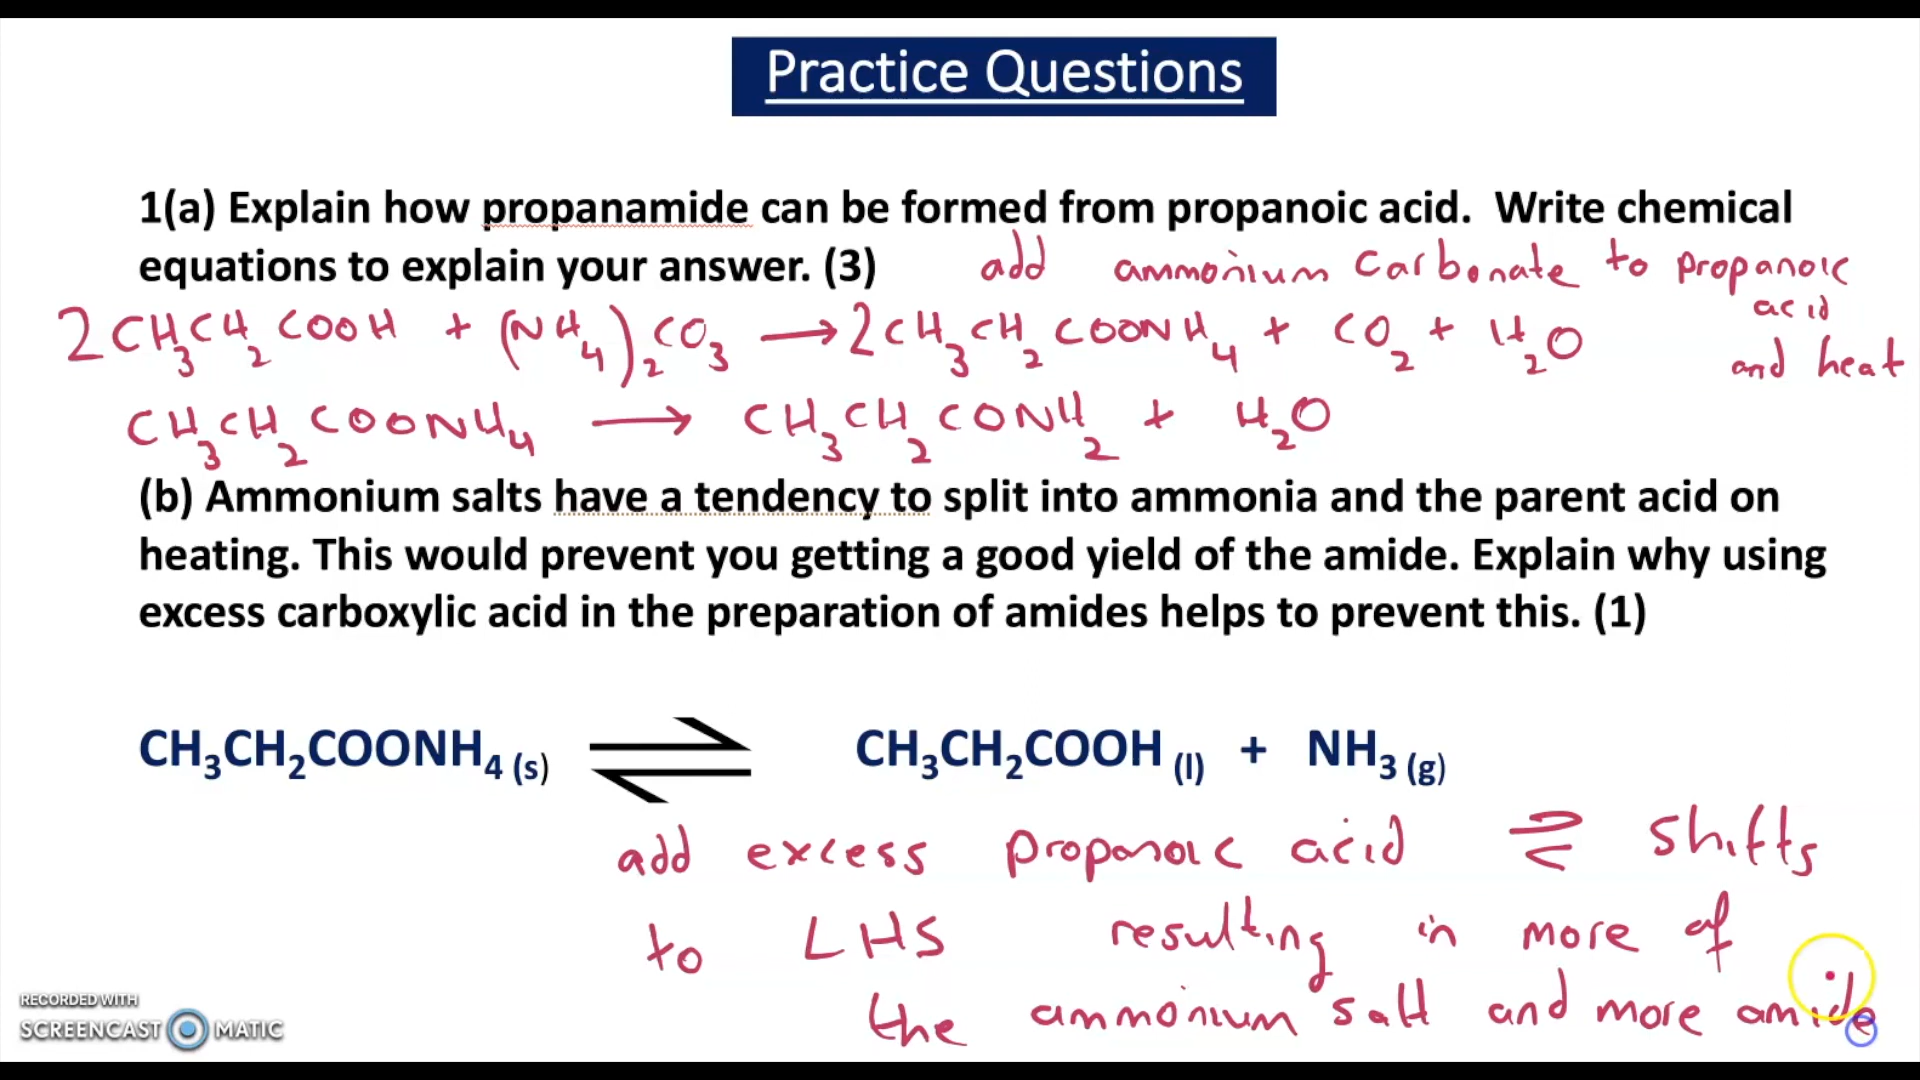 Practice Questions
1(a) Explain how propanamide can be formed from propanoic acid. Write chemical
equations to explain your answer. (3)
add ammonium carbonate to propanoic
acid
and heat
2CH₃CH₂COOH + (NH₄)₂CO₃ → 2CH₃CH₂COONH₄ + CO₂ + H₂O
CH₃CH₂COONH₄ → CH₃CH₂CONH₂ + H₂O
(b) Ammonium salts have a tendency to split into ammonia and the parent acid on
heating. This would prevent you getting a good yield of the amide. Explain why using
excess carboxylic acid in the preparation of amides helps to prevent this. (1)
CH₃CH₂COONH₄ (s) ⇌ CH₃CH₂COOH (l) + NH₃ (g)
add excess propanoic acid ⇌ shifts
to LHS resulting in more of
the ammonium salt and more amide
RECORDED WITH
SCREENCAST MATIC